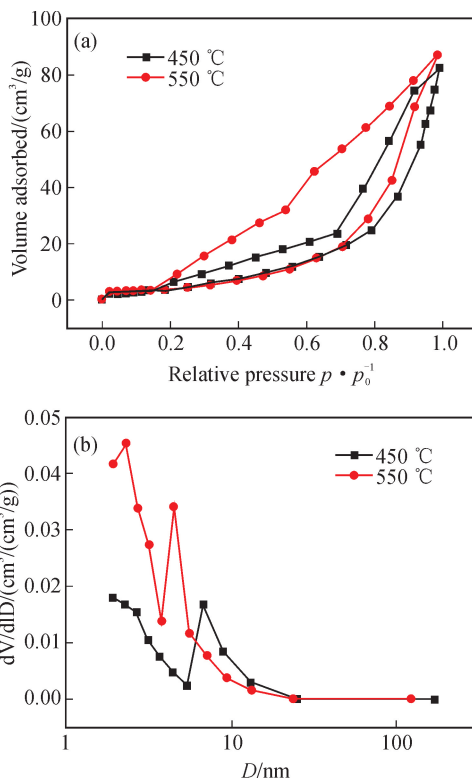 (a)
450 ℃
550 ℃
100
80
60
40
20
0
Volume adsorbed/(cm³/g)
0.0 0.2 0.4 0.6 0.8 1.0
Relative pressure p · p₀⁻¹
(b)
450 ℃
550 ℃
0.05
0.04
0.03
0.02
0.01
0.00
dV/dlD/(cm³/(cm³/g))
1 10 100
D/nm